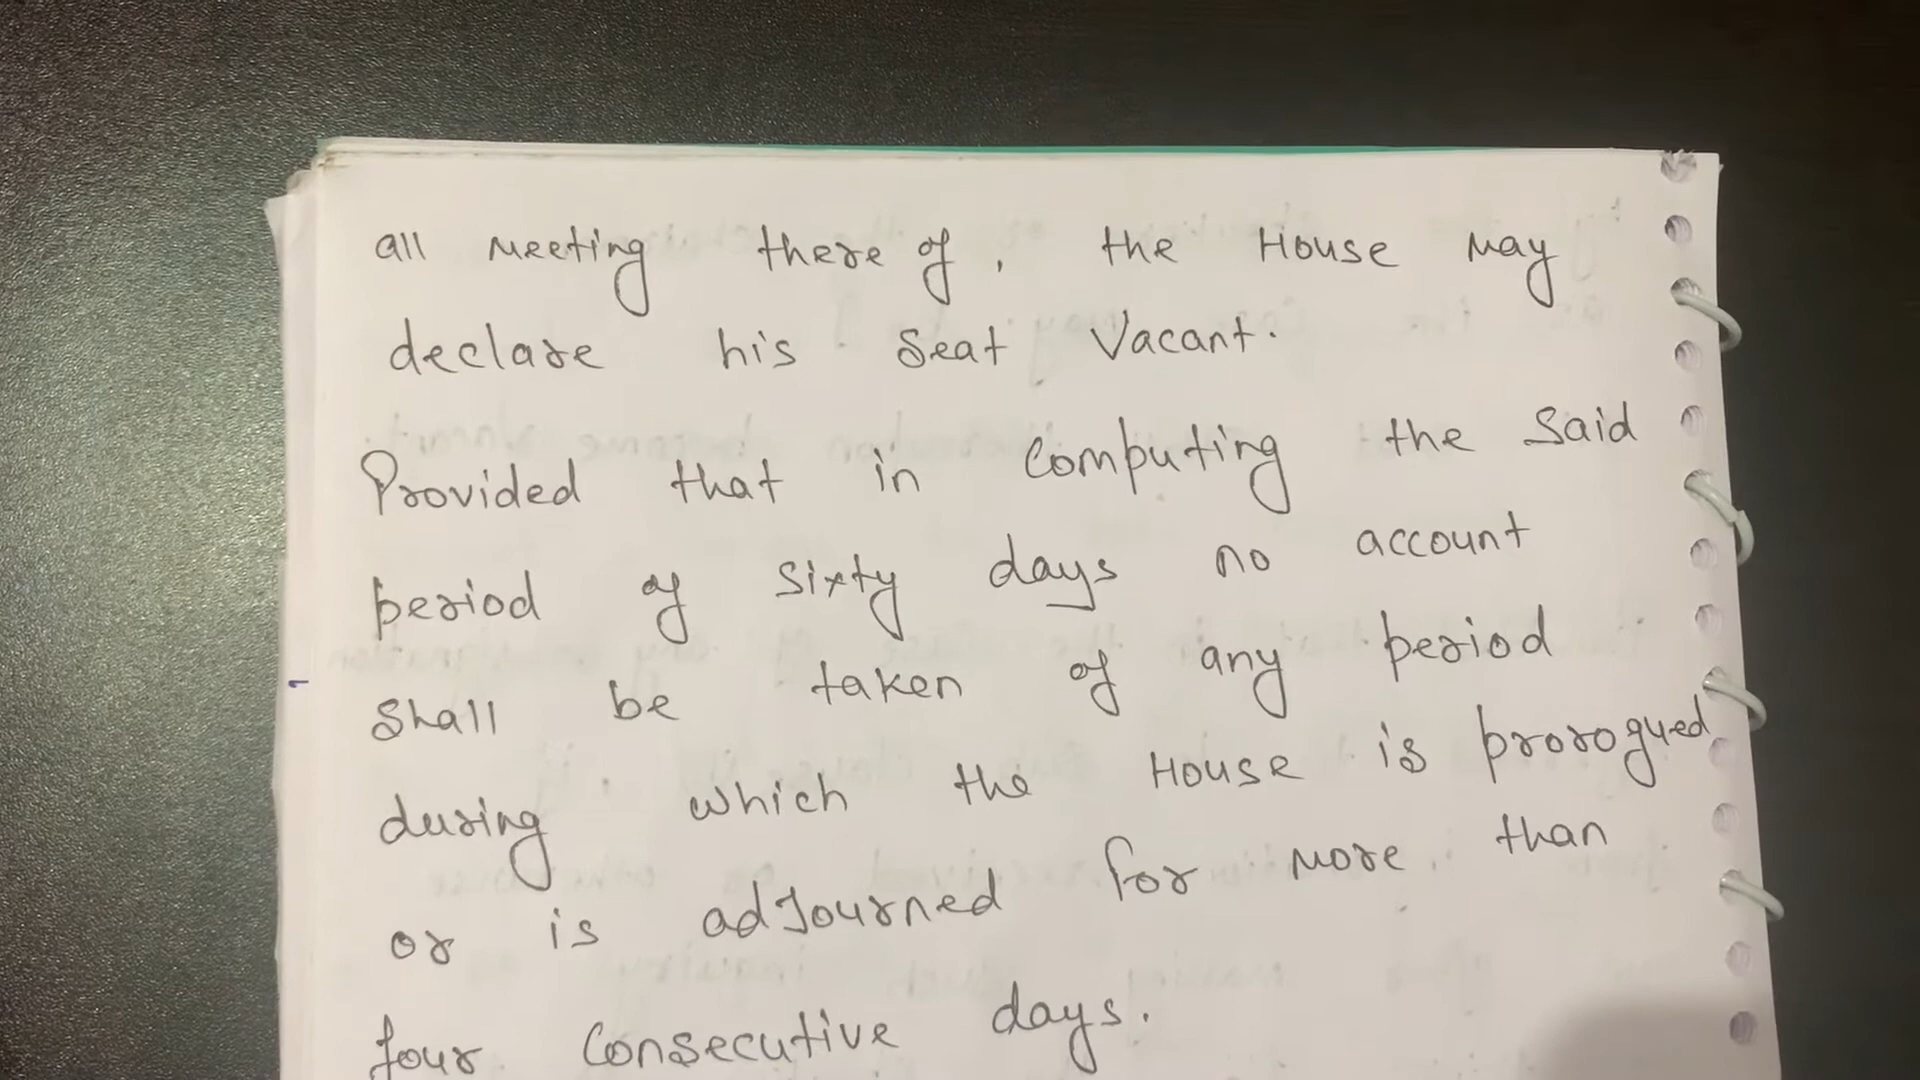 all meeting there of, the House may
declare his seat Vacant.
Provided that in Computing the Said
period of sixty days no account
shall be taken of any period
during which the House is prorogued
or is adJourned for more than
four Consecutive days.